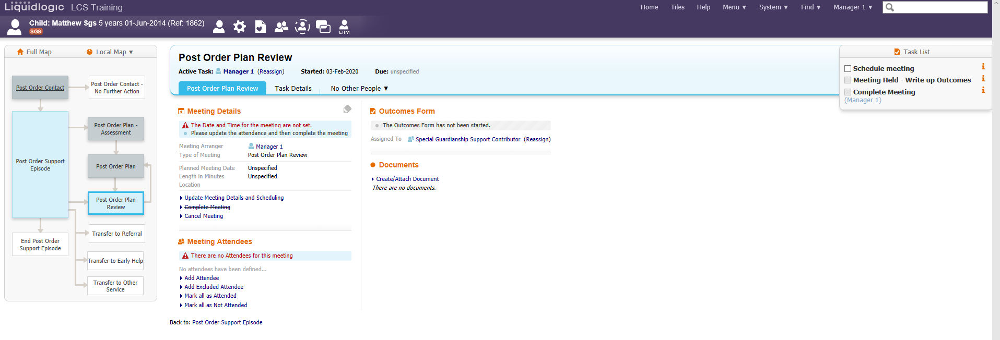 Liquidlogic LCS Training
Home Tiles Help Menu ▼ System ▼ Find ▼ Manager 1 ▼
Child: Matthew Sgs 5 years 01-Jun-2014 (Ref: 1862)
SGS
EHM
Full Map Local Map ▼
Post Order Contact
Post Order Contact -
No Further Action
Post Order Plan -
Assessment
Post Order Support
Episode
Post Order Plan
Post Order Plan
Review
Transfer to Referral
End Post Order
Support Episode
Transfer to Early Help
Transfer to Other
Service
Post Order Plan Review
Active Task: Manager 1 (Reassign) Started: 03-Feb-2020 Due: unspecified
Post Order Plan Review Task Details No Other People ▼
Meeting Details
The Date and Time for the meeting are not set.
Please update the attendance and then complete the meeting
Meeting Arranger Manager 1
Type of Meeting Post Order Plan Review
Planned Meeting Date Unspecified
Length in Minutes Unspecified
Location
Update Meeting Details and Scheduling
Complete Meeting
Cancel Meeting
Meeting Attendees
There are no Attendees for this meeting
No attendees have been defined...
Add Attendee
Add Excluded Attendee
Mark all as Attended
Mark all as Not Attended
Back to: Post Order Support Episode
Outcomes Form
The Outcomes Form has not been started.
Assigned To Special Guardianship Support Contributor (Reassign)
Documents
Create/Attach Document
There are no documents.
Task List
Schedule meeting
Meeting Held - Write up Outcomes
Complete Meeting
(Manager 1)